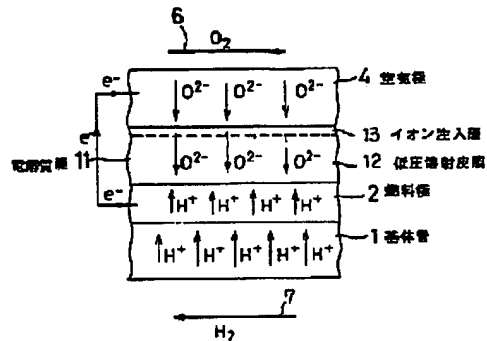 6
O₂
e⁻ O²⁻ O²⁻ O²⁻ 4 空気極
e 13 イオン注入層
電解質極 11 O²⁻ O²⁻ O²⁻ 12 低圧溶射皮膜
e⁻ H⁺ H⁺ H⁺ H⁺ 2 燃料極
H⁺ H⁺ H⁺ H⁺ H⁺ 1 基体管
7
H₂